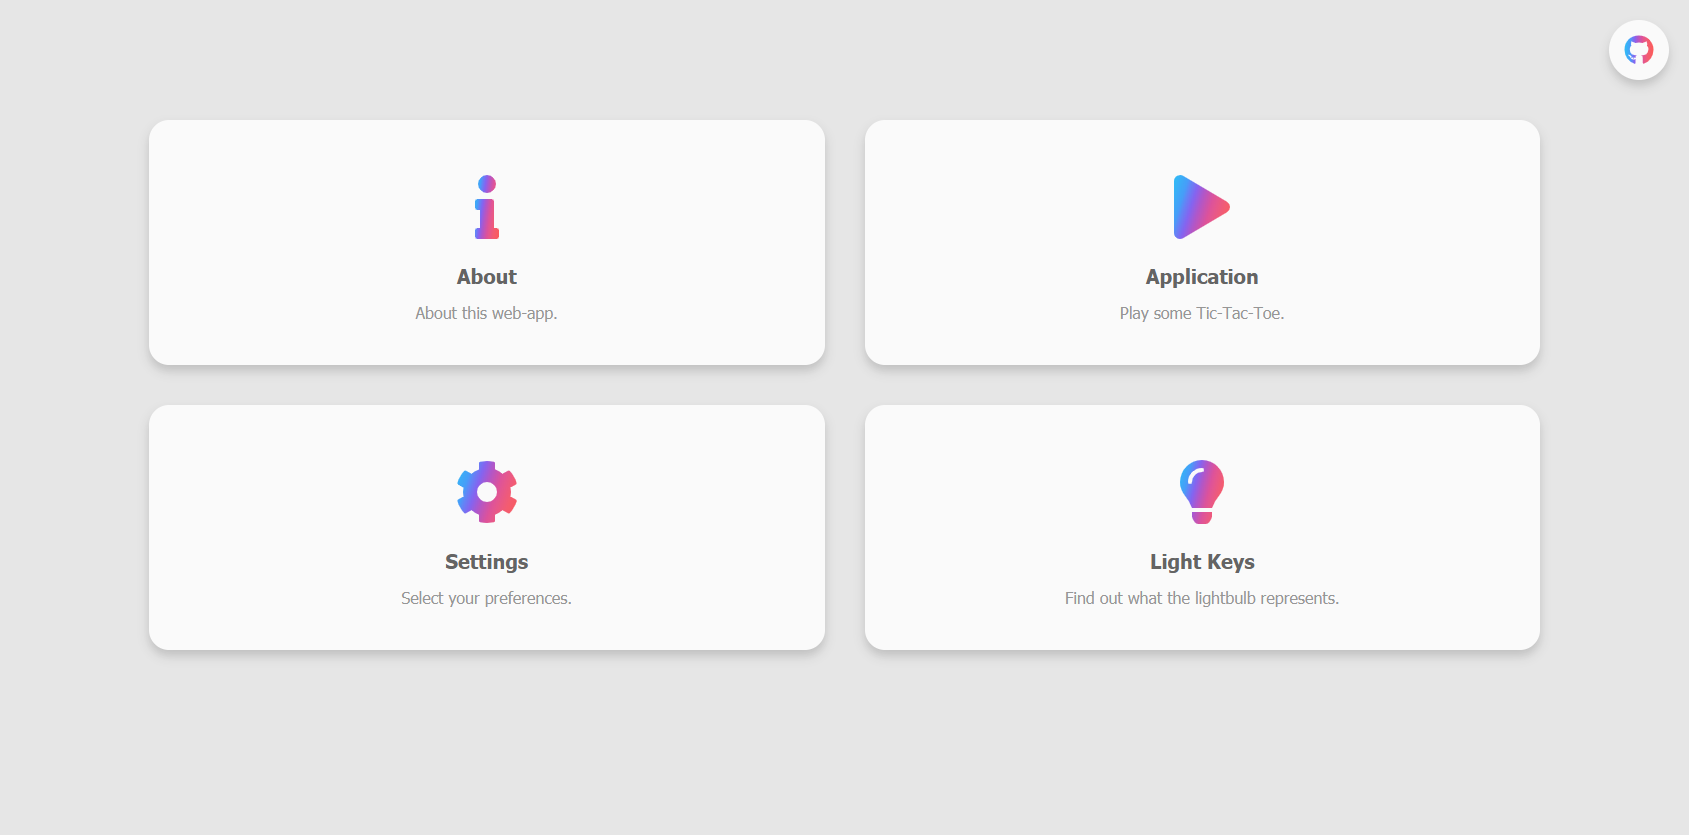 About
About this web-app.
Application
Play some Tic-Tac-Toe.
Settings
Select your preferences.
Light Keys
Find out what the lightbulb represents.